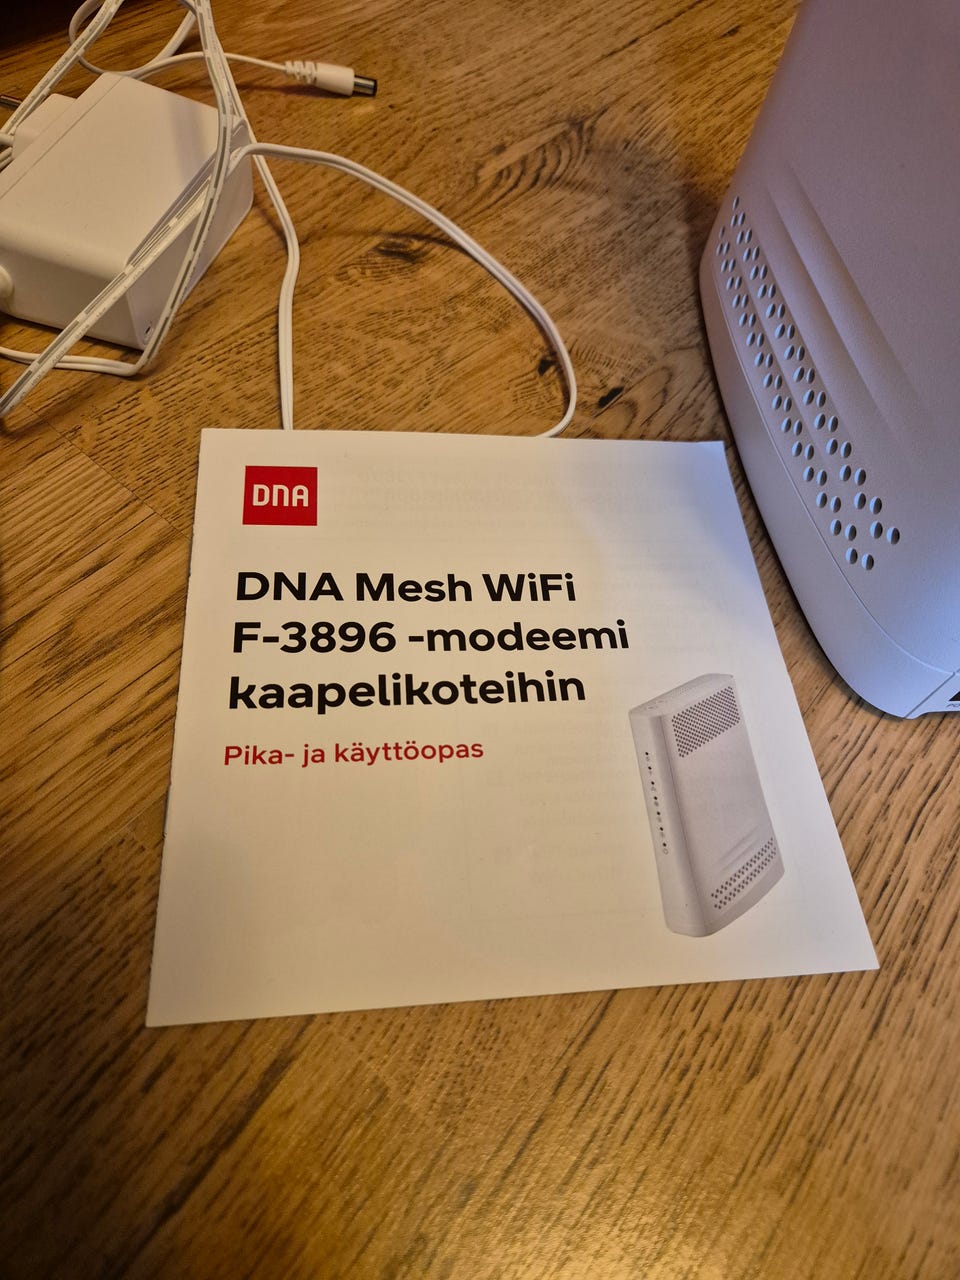 DNA
DNA Mesh WiFi
F-3896 -modeemi
kaapelikoteihin
Pika- ja käyttöopas